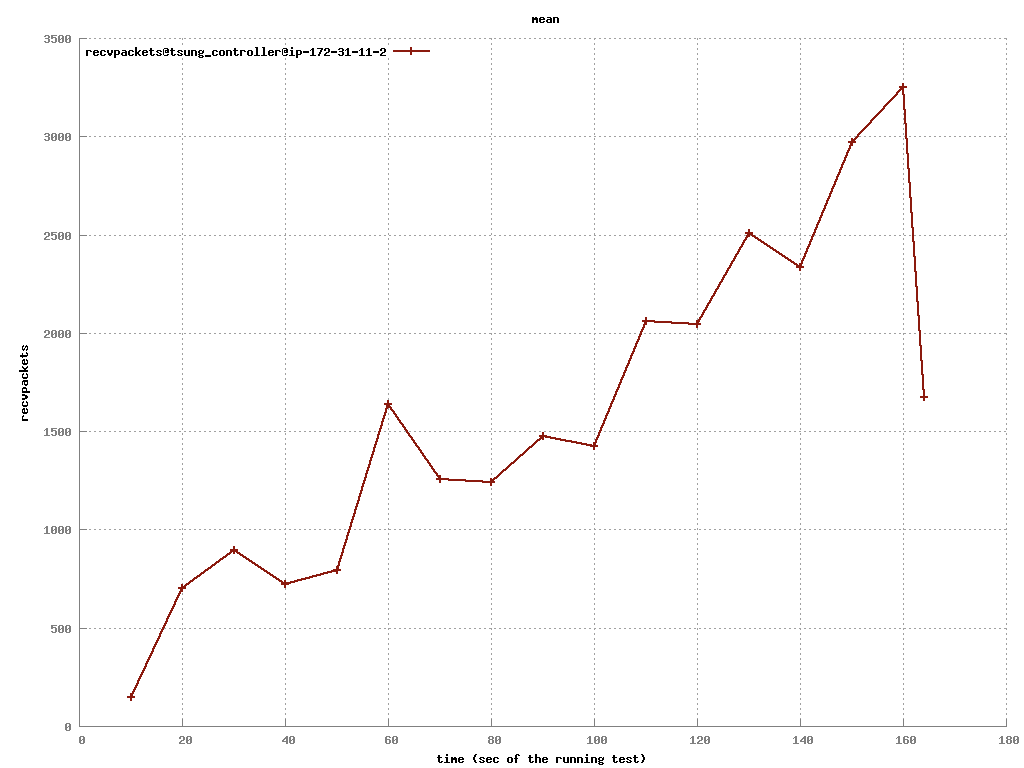 mean
3500
recvpackets@tsung_controller@ip-172-31-11-2
3000
2500
2000
recvpackets
1500
1000
500
0
0 20 40 60 80 100 120 140 160 180
time (sec of the running test)